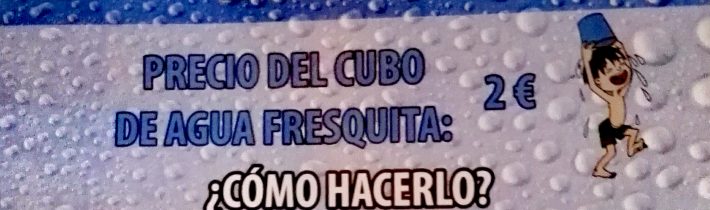 PRECIO DEL CUBO
DE AGUA FRESQUITA: 2 €
¿CÓMO HACERLO?